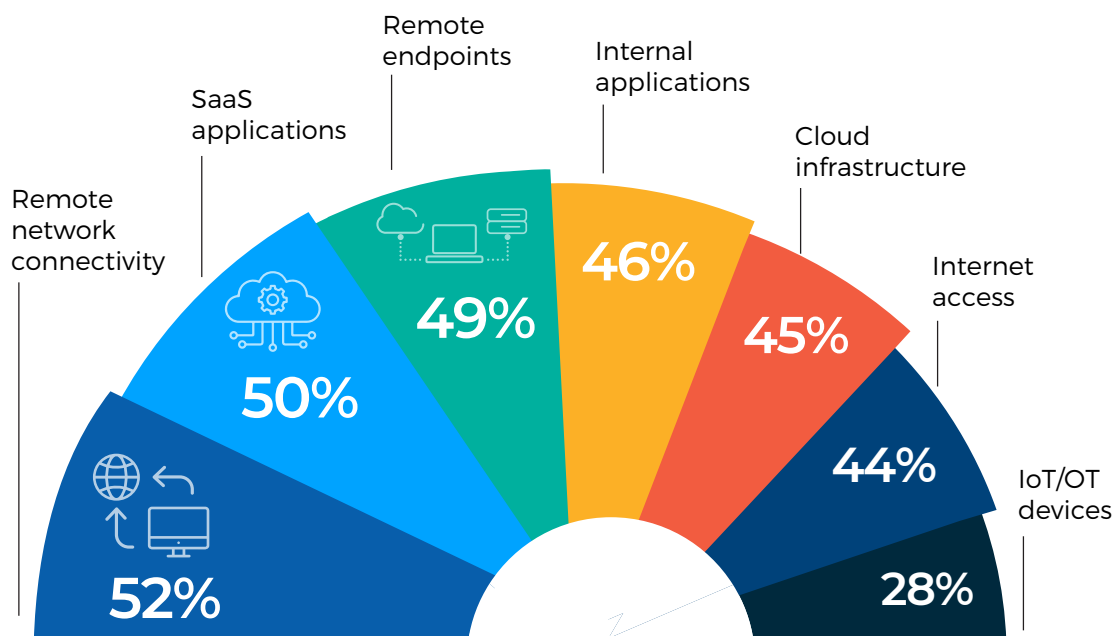 Remote
network
connectivity
52%
SaaS
applications
50%
Remote
endpoints
49%
Internal
applications
46%
Cloud
infrastructure
45%
Internet
access
44%
IoT/OT
devices
28%